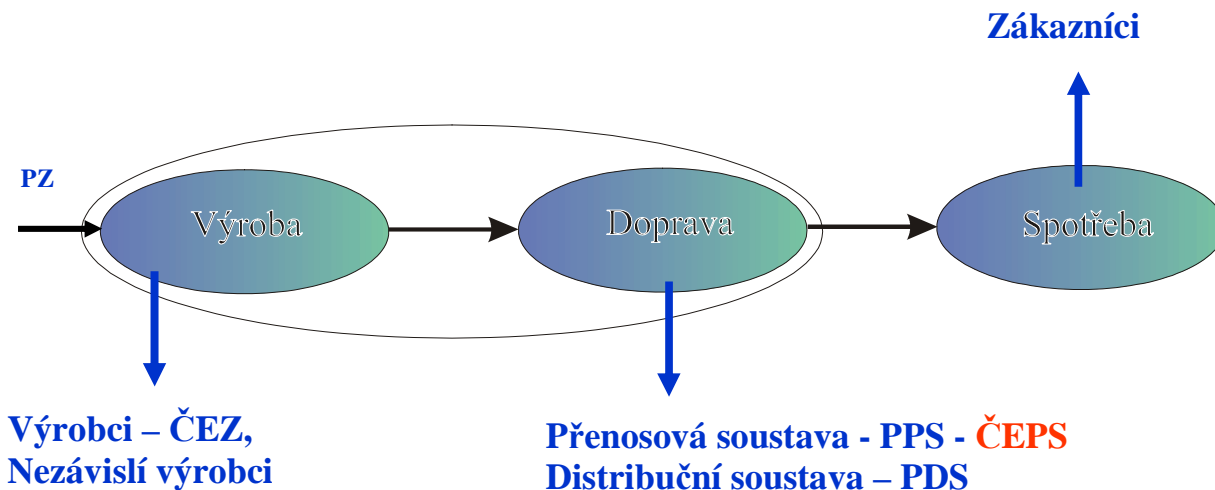 Zákazníci
PZ
Výroba
Doprava
Spotřeba
Výrobci – ČEZ,
Nezávislí výrobci
Přenosová soustava - PPS - ČEPS
Distribuční soustava – PDS